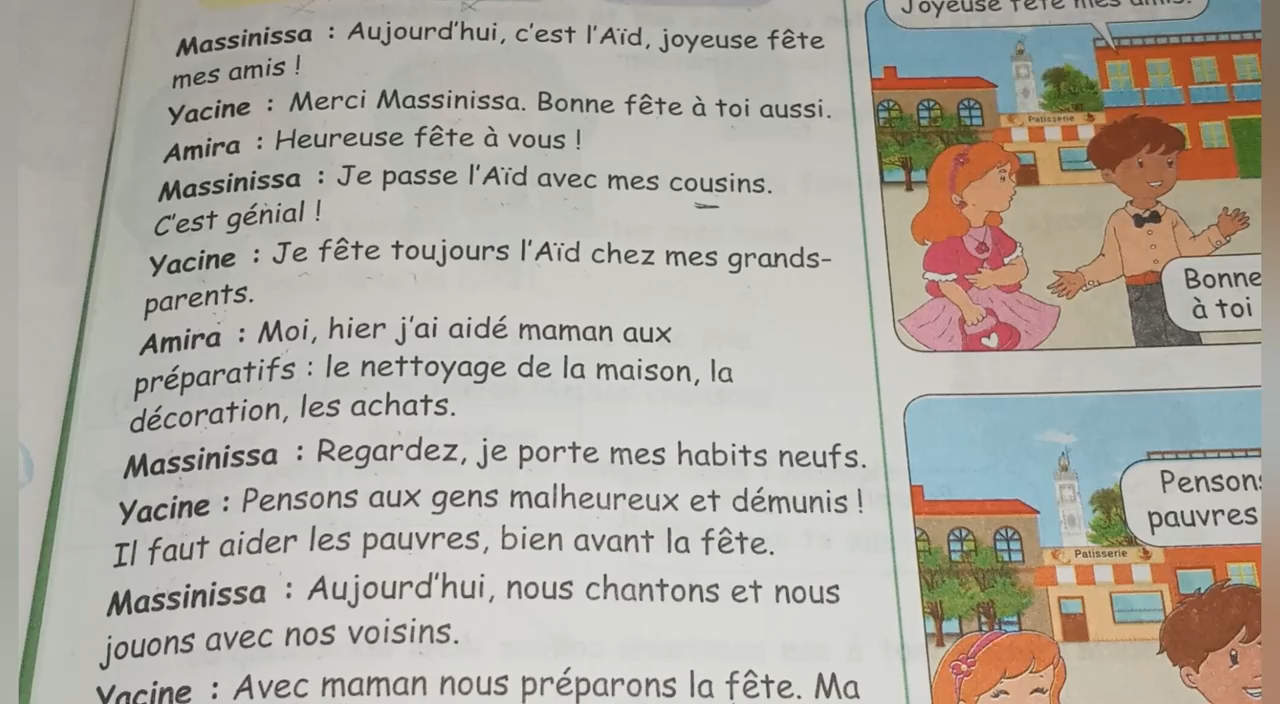 Massinissa : Aujourd'hui, c'est l'Aïd, joyeuse fête
mes amis !
Yacine : Merci Massinissa. Bonne fête à toi aussi.
Amira : Heureuse fête à vous !
Massinissa : Je passe l'Aïd avec mes cousins.
C'est génial !
Yacine : Je fête toujours l'Aïd chez mes grands-
parents.
Amira : Moi, hier j'ai aidé maman aux
préparatifs : le nettoyage de la maison, la
décoration, les achats.
Massinissa : Regardez, je porte mes habits neufs.
Yacine : Pensons aux gens malheureux et démunis !
Il faut aider les pauvres, bien avant la fête.
Massinissa : Aujourd'hui, nous chantons et nous
jouons avec nos voisins.
Yacine : Avec maman nous préparons la fête. Ma
Joyeuse fête mes amis!
Patisserie
Bonne
à toi
Pensons
pauvres
Patisserie